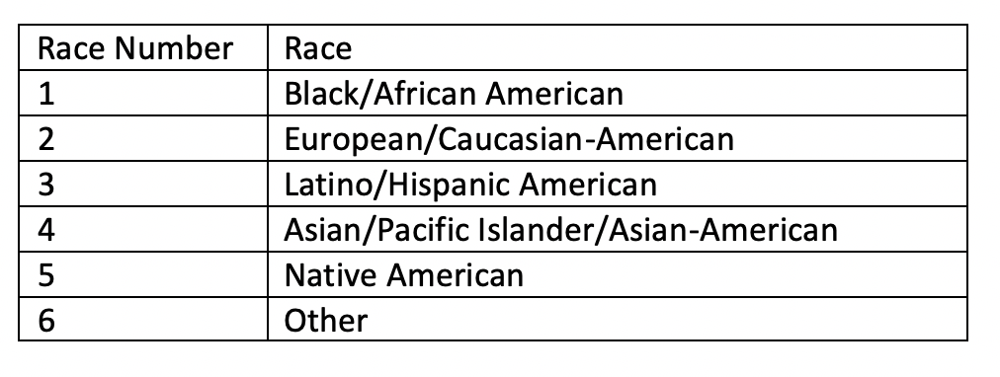 Race Number Race
1 Black/African American
2 European/Caucasian-American
3 Latino/Hispanic American
4 Asian/Pacific Islander/Asian-American
5 Native American
6 Other